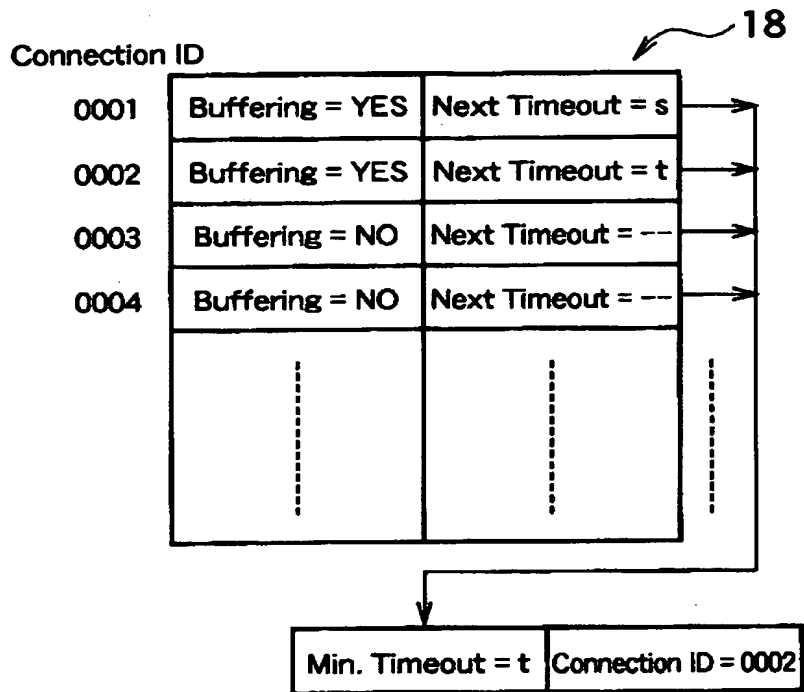 18
Connection ID
0001 Buffering = YES Next Timeout = s
0002 Buffering = YES Next Timeout = t
0003 Buffering = NO Next Timeout = --
0004 Buffering = NO Next Timeout = --
Min. Timeout = t Connection ID = 0002